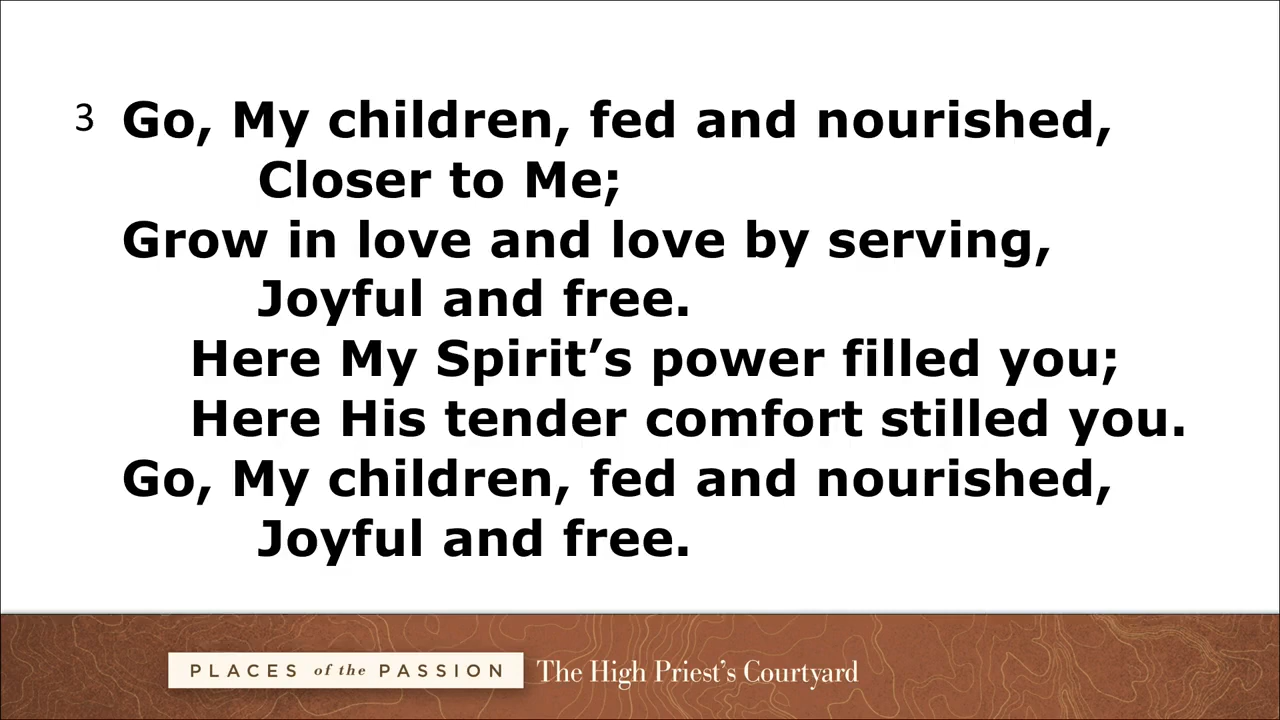 3 Go, My children, fed and nourished,
Closer to Me;
Grow in love and love by serving,
Joyful and free.
Here My Spirit’s power filled you;
Here His tender comfort stilled you.
Go, My children, fed and nourished,
Joyful and free.
PLACES of the PASSION The High Priest’s Courtyard